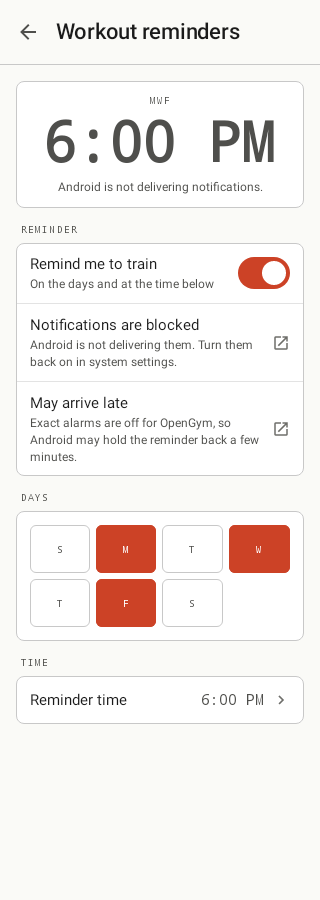 Workout reminders
MWF
6:00 PM
Android is not delivering notifications.
REMINDER
Remind me to train
On the days and at the time below
Notifications are blocked
Android is not delivering them. Turn them
back on in system settings.
May arrive late
Exact alarms are off for OpenGym, so
Android may hold the reminder back a few
minutes.
DAYS
S M T W
T F S
TIME
Reminder time 6:00 PM